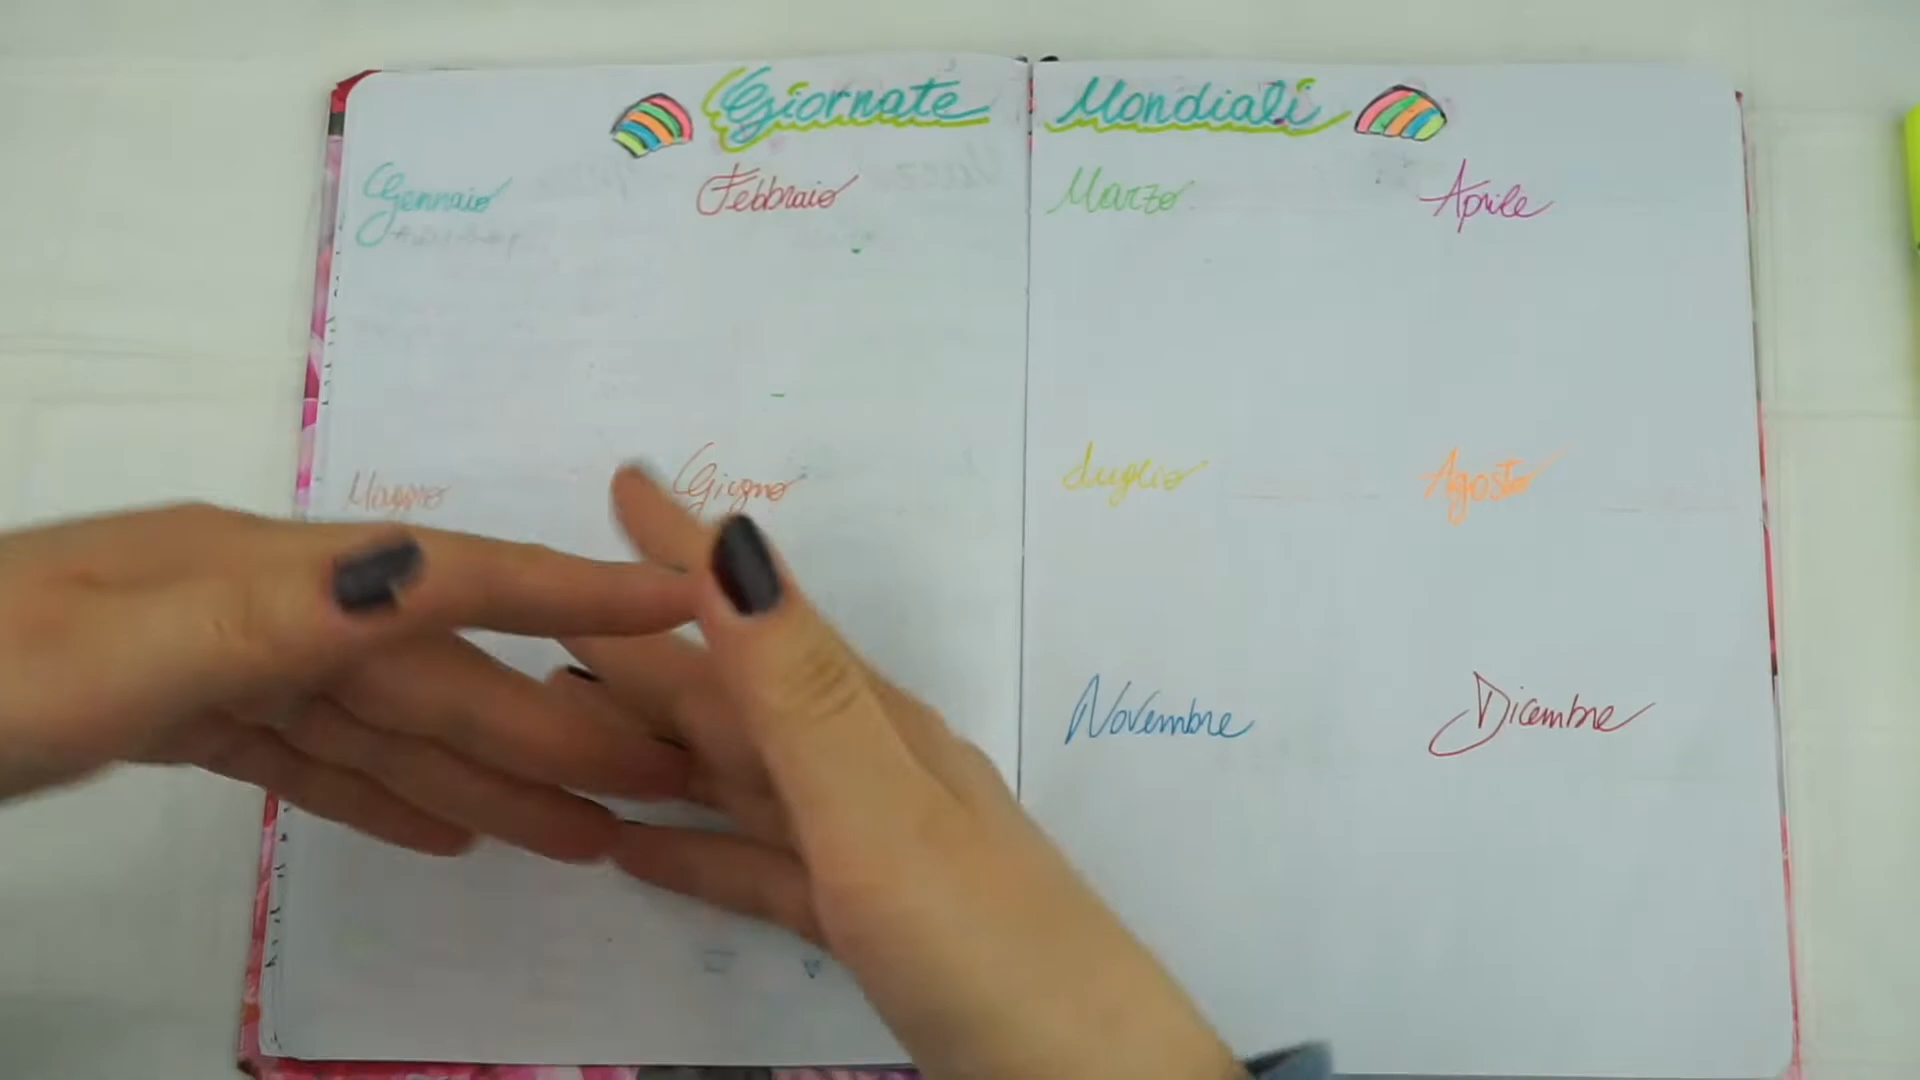 Giornate Mondiali
Gennaio Febbraio Marzo Aprile
Maggio Giugno Luglio Agosto
Novembre Dicembre